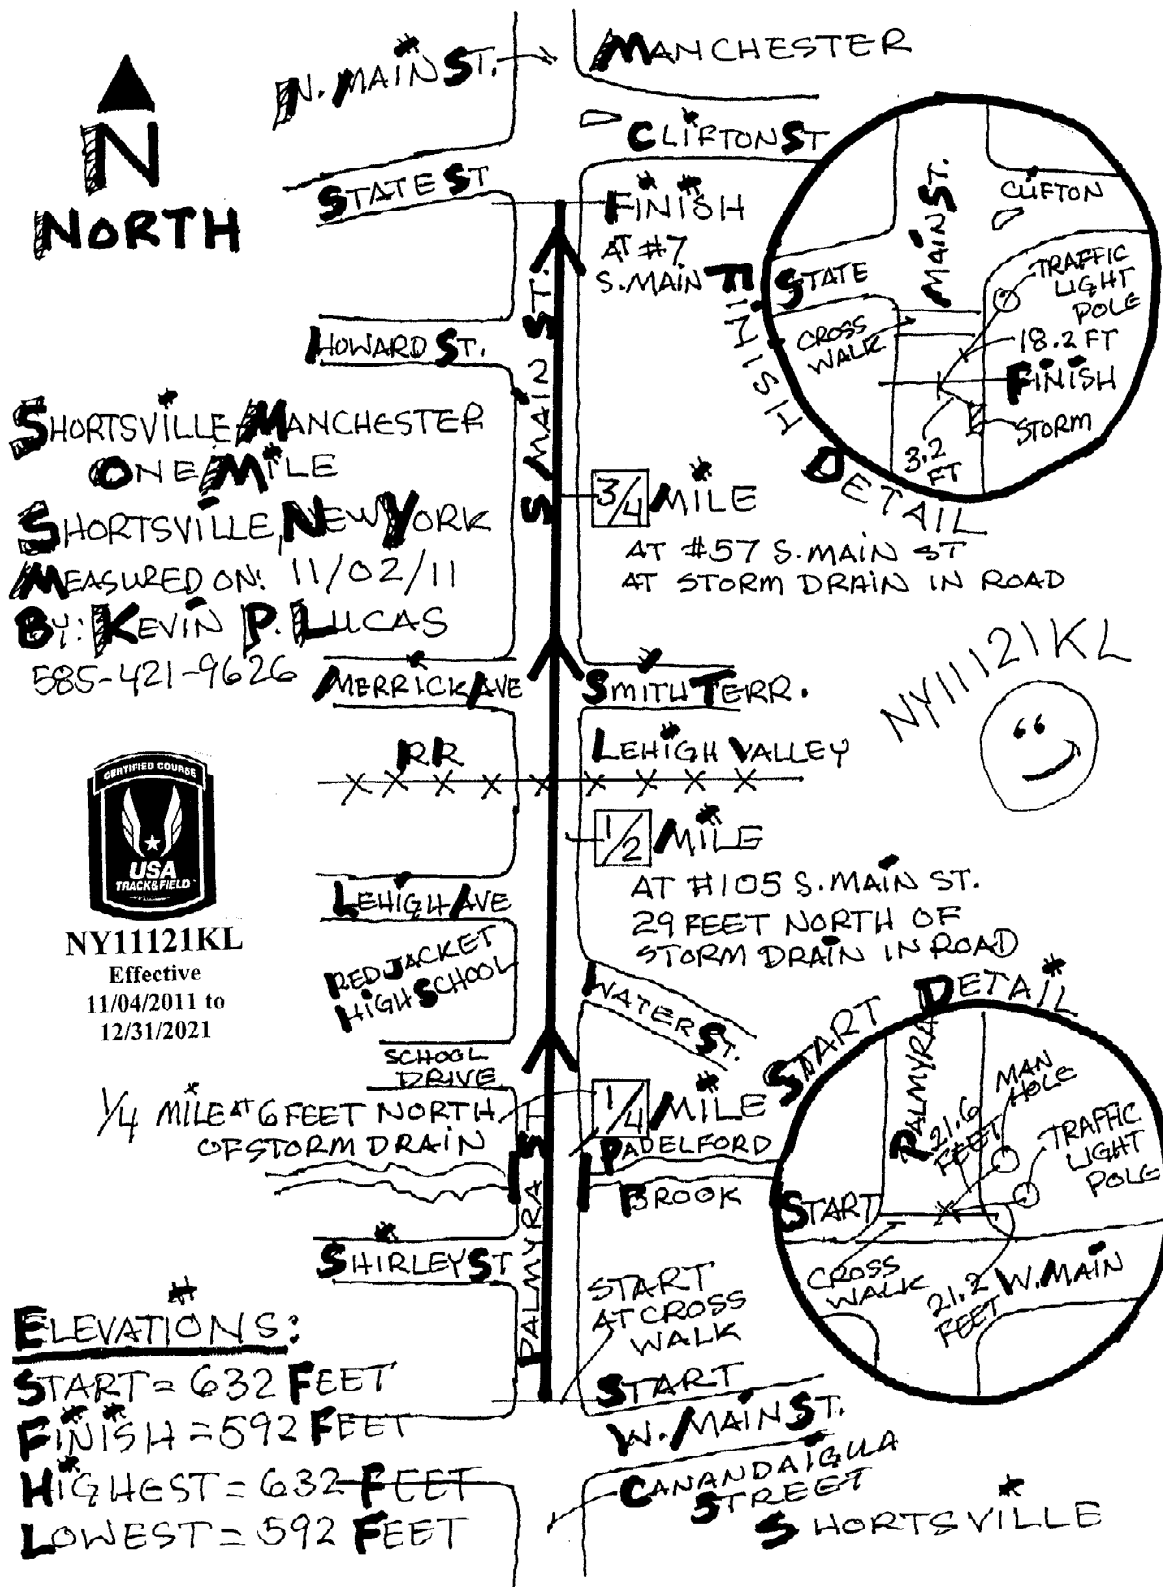 N. MAIN ST.
MANCHESTER
N
NORTH
CLIFTON ST
STATE ST
FINISH
AT #7
S. MAIN
HOWARD ST.
S. MAIN ST.
FINISH DETAIL
MAIN ST.
CLIFTON
STATE
TRAFFIC
LIGHT
POLE
CROSS
WALK
18.2 FT
FINISH
STORM
3.2
FT
SHORTSVILLE-MANCHESTER
ONE MILE
SHORTSVILLE, NEW YORK
MEASURED ON: 11/02/11
BY: KEVIN P. LUCAS
585-421-9626
3/4 MILE
AT #57 S. MAIN ST
AT STORM DRAIN IN ROAD
MERRICK AVE
SMITH TERR.
NY11121KL
RR
LEHIGH VALLEY
1/2 MILE
AT #105 S. MAIN ST.
29 FEET NORTH OF
STORM DRAIN IN ROAD
CERTIFIED COURSE
USA
TRACK & FIELD
NY11121KL
Effective
11/04/2011 to
12/31/2021
LEHIGH AVE
RED JACKET
HIGH SCHOOL
WATER ST.
SCHOOL
DRIVE
1/4 MILE AT 6 FEET NORTH
OF STORM DRAIN
1/4 MILE
PADELFORD
BROOK
PALMYRA ST
SHIRLEY ST
START DETAIL
PALMYRA
MAN
HOLE
21.6
FEET
TRAFFIC
LIGHT
POLE
START
CROSS
WALK
21.2
FEET
W. MAIN
START
AT CROSS
WALK
START
W. MAIN ST.
CANANDAIGUA
STREET
SHORTSVILLE
ELEVATIONS:
START = 632 FEET
FINISH = 592 FEET
HIGHEST = 632 FEET
LOWEST = 592 FEET